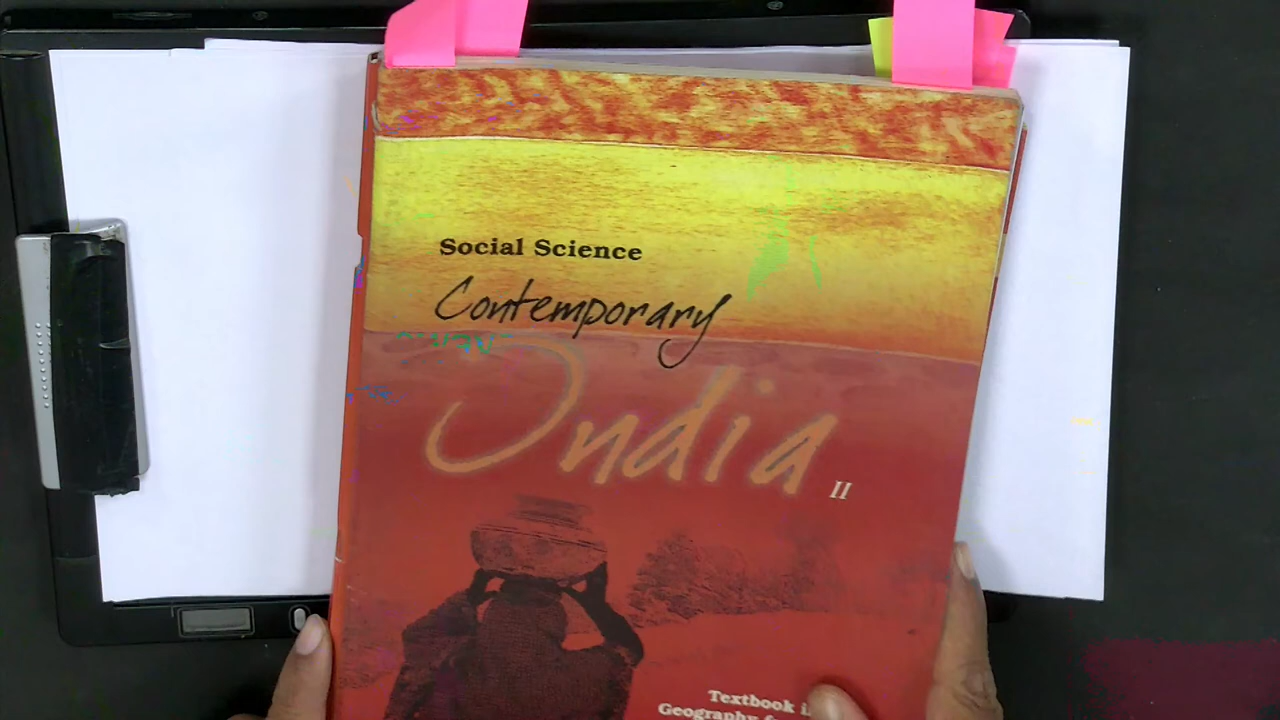 Social Science
Contemporary
India
II
Textbook
Geography